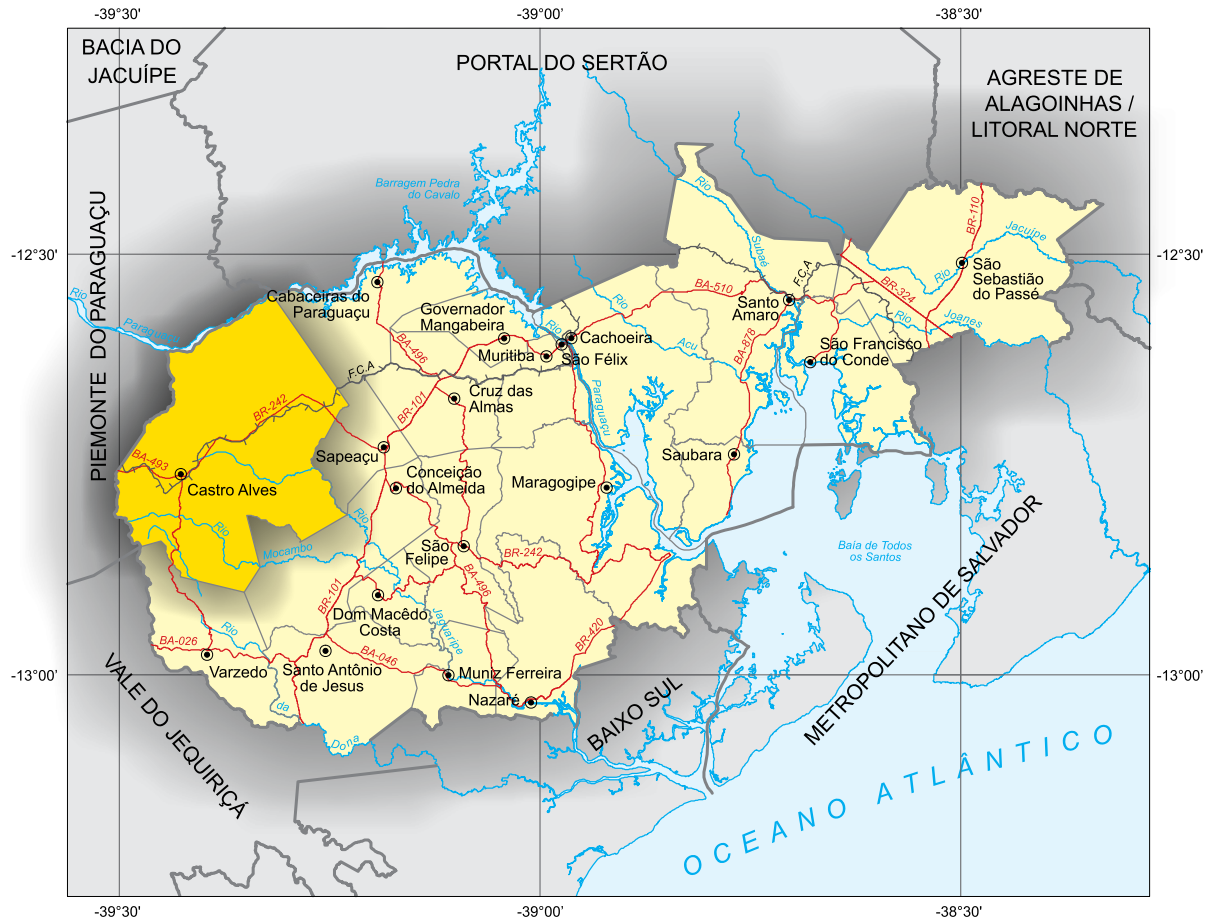 -39°30'
-39°00'
-38°30'
BACIA DO
JACUÍPE
PORTAL DO SERTÃO
AGRESTE DE
ALAGOINHAS /
LITORAL NORTE
Barragem Pedra
do Cavalo
PIEMONTE DO PARAGUAÇU
-12°30'
-12°30'
Rio
Subaé
BR-110
Jacuípe
Rio
São
Sebastião
do Passé
Cabaceiras do
Paraguaçu
Rio
Paraguaçu
Governador
Mangabeira
Rio
BA-510
Santo
Amaro
F.C.A
BR-324
Rio
Joanes
Muritiba
Rio
Cachoeira
São Félix
Açu
BA-878
São Francisco
do Conde
BA-496
F.C.A
BR-242
BR-101
Cruz das
Almas
Paraguaçu
BA-493
Castro Alves
Sapeaçu
Conceição
do Almeida
Maragogipe
Saubara
Rio
Mocambo
Rio
São
Felipe
BR-242
Baía de Todos
os Santos
BR-101
BA-496
Dom Macêdo
Costa
Jaguaripe
BR-420
METROPOLITANO DE SALVADOR
BA-026
Rio
Varzedo
Santo Antônio
de Jesus
BA-046
Muniz Ferreira
Nazaré
-13°00'
-13°00'
da
Dona
VALE DO JEQUIRIÇÁ
BAIXO SUL
OCEANO ATLÂNTICO
-39°30'
-39°00'
-38°30'